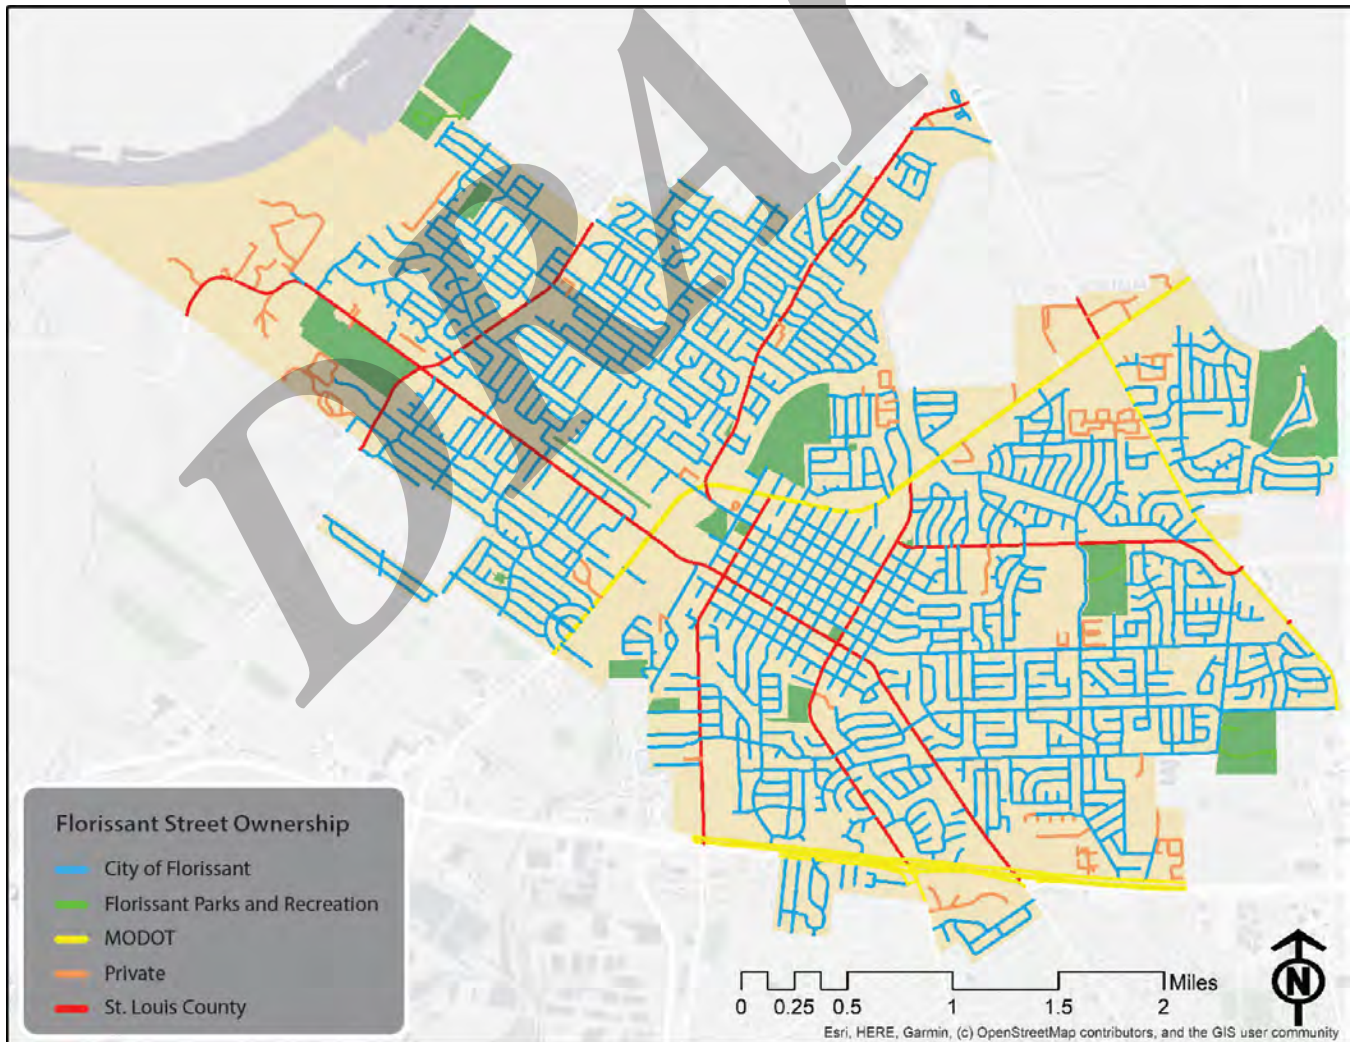 DRAF
Florissant Street Ownership
City of Florissant
Florissant Parks and Recreation
MODOT
Private
St. Louis County
Miles
0 0.25 0.5 1 1.5 2
N
Esri, HERE, Garmin, (c) OpenStreetMap contributors, and the GIS user community